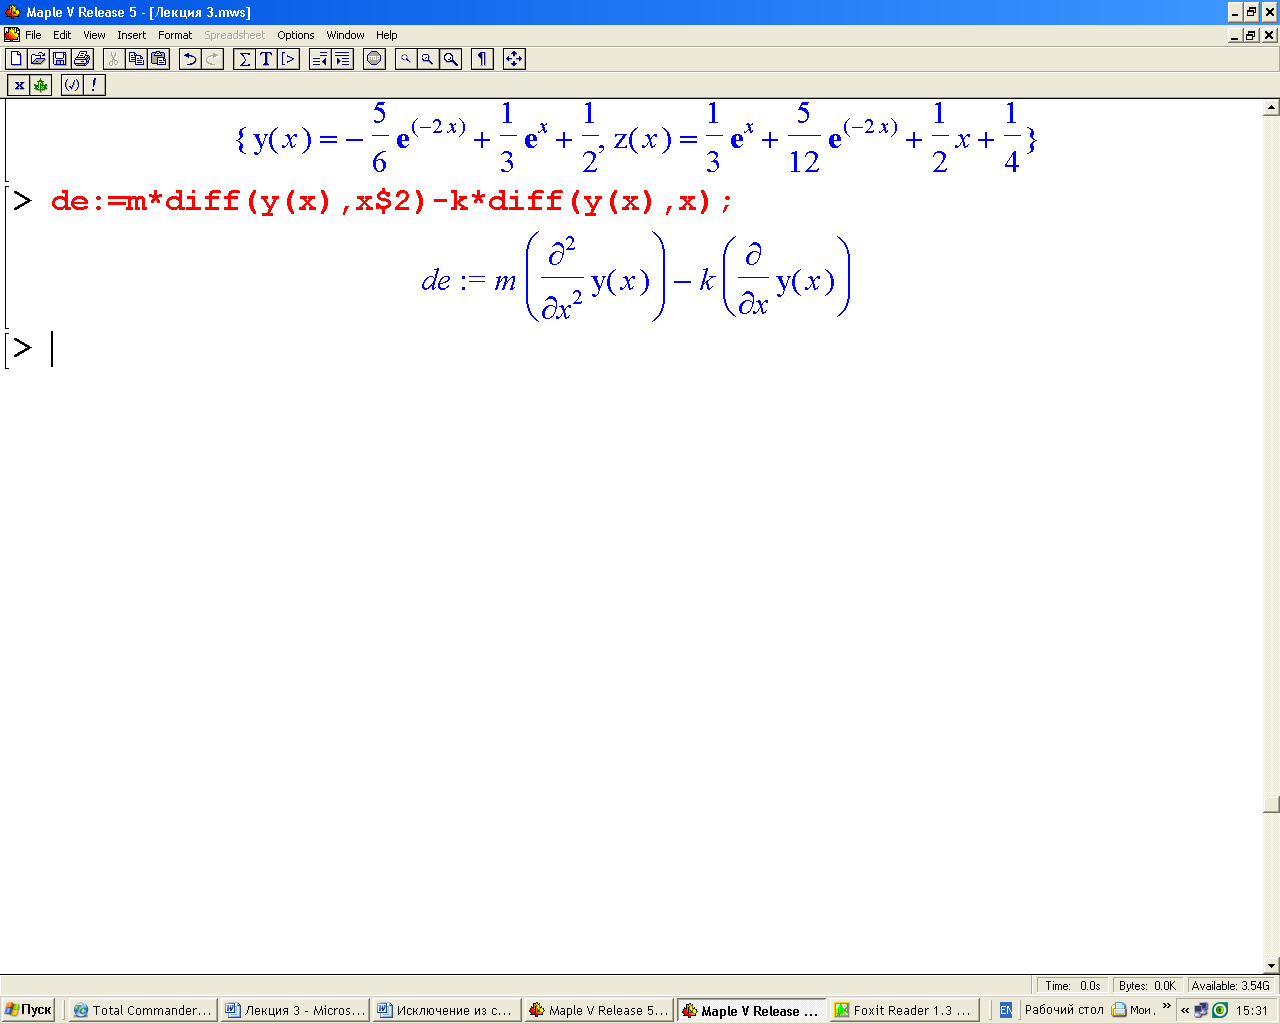 Maple V Release 5 - [Лекция 3.mws]
File Edit View Insert Format Spreadsheet Options Window Help
{ y(x) = - 5/6 e^(-2 x) + 1/3 e^x + 1/2, z(x) = 1/3 e^x + 5/12 e^(-2 x) + 1/2 x + 1/4 }
> de:=m*diff(y(x),x$2)-k*diff(y(x),x);
de := m (∂²/∂x² y(x)) - k (∂/∂x y(x))
>
Time: 0.0s Bytes: 0.0K Available: 3.54G
Пуск Total Commander... Лекция 3 - Micros... Исключение из с... Maple V Release 5... Maple V Release ... Foxit Reader 1.3 ... EN Рабочий стол Мои , » « 15:31